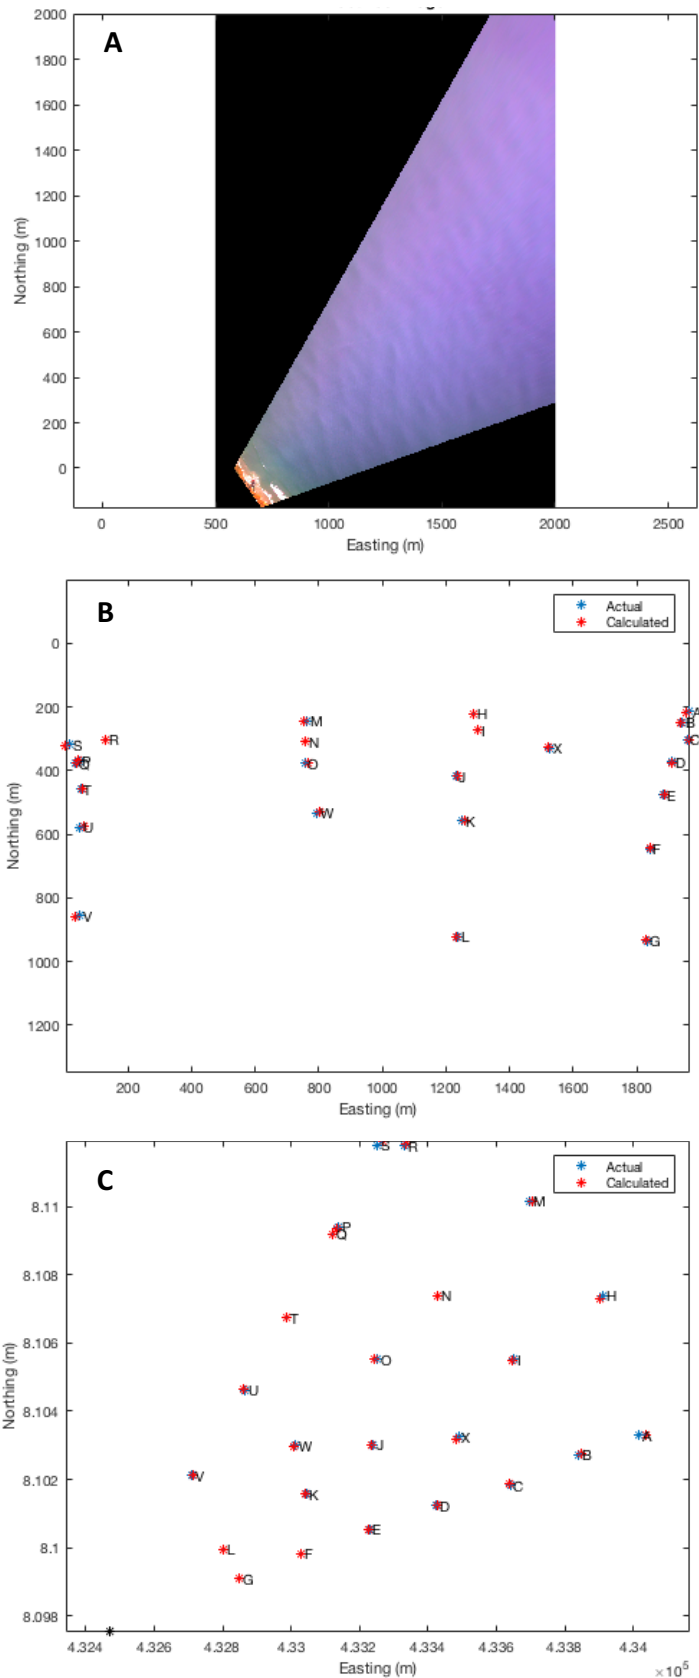 A
2000
1800
1600
1400
1200
1000
800
600
400
200
0
Northing (m)
0 500 1000 1500 2000 2500
Easting (m)
B
Actual
Calculated
0
200
400
600
800
1000
1200
Northing (m)
S R P Q T U V M N O W H I X J K L A B C D E F G
200 400 600 800 1000 1200 1400 1600 1800
Easting (m)
C
Actual
Calculated
8.11
8.108
8.106
8.104
8.102
8.1
8.098
Northing (m)
S R M P Q N H T O I U W J X A B V K C D E L F G
4.324 4.326 4.328 4.33 4.332 4.334 4.336 4.338 4.34
Easting (m)
×10⁵